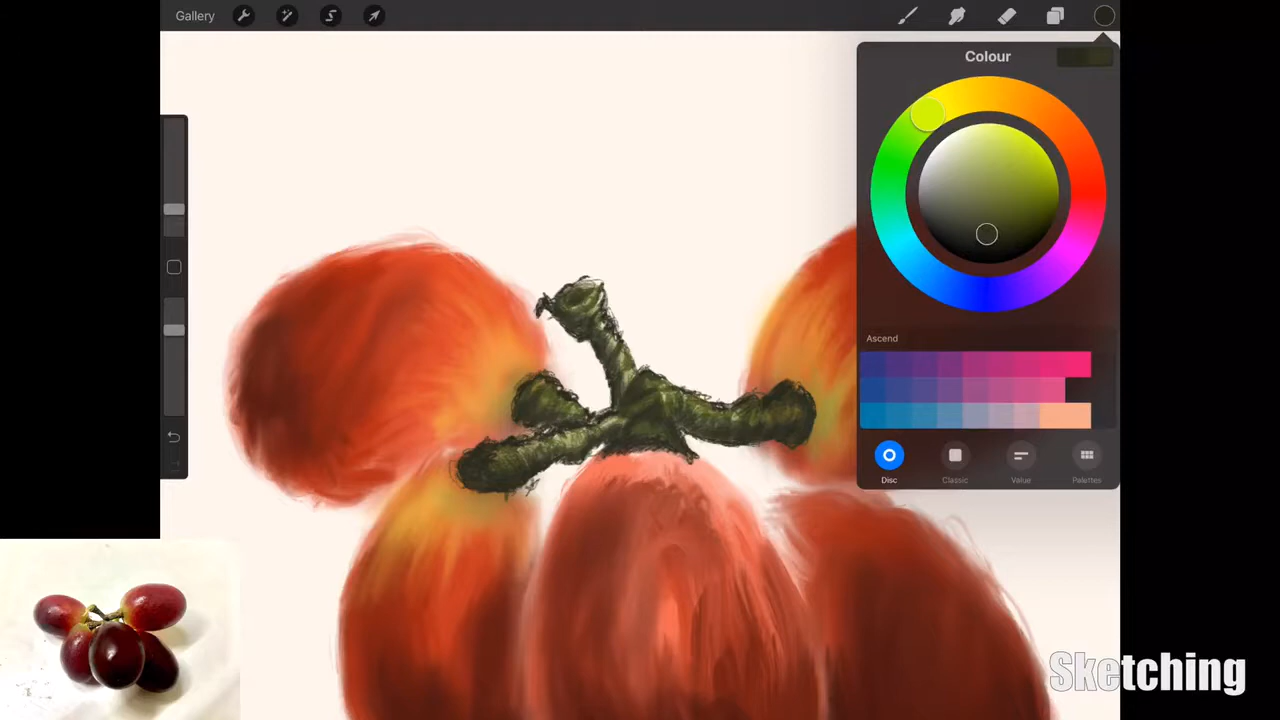 Gallery
Colour
Ascend
Disc
Classic
Value
Palettes
Sketching